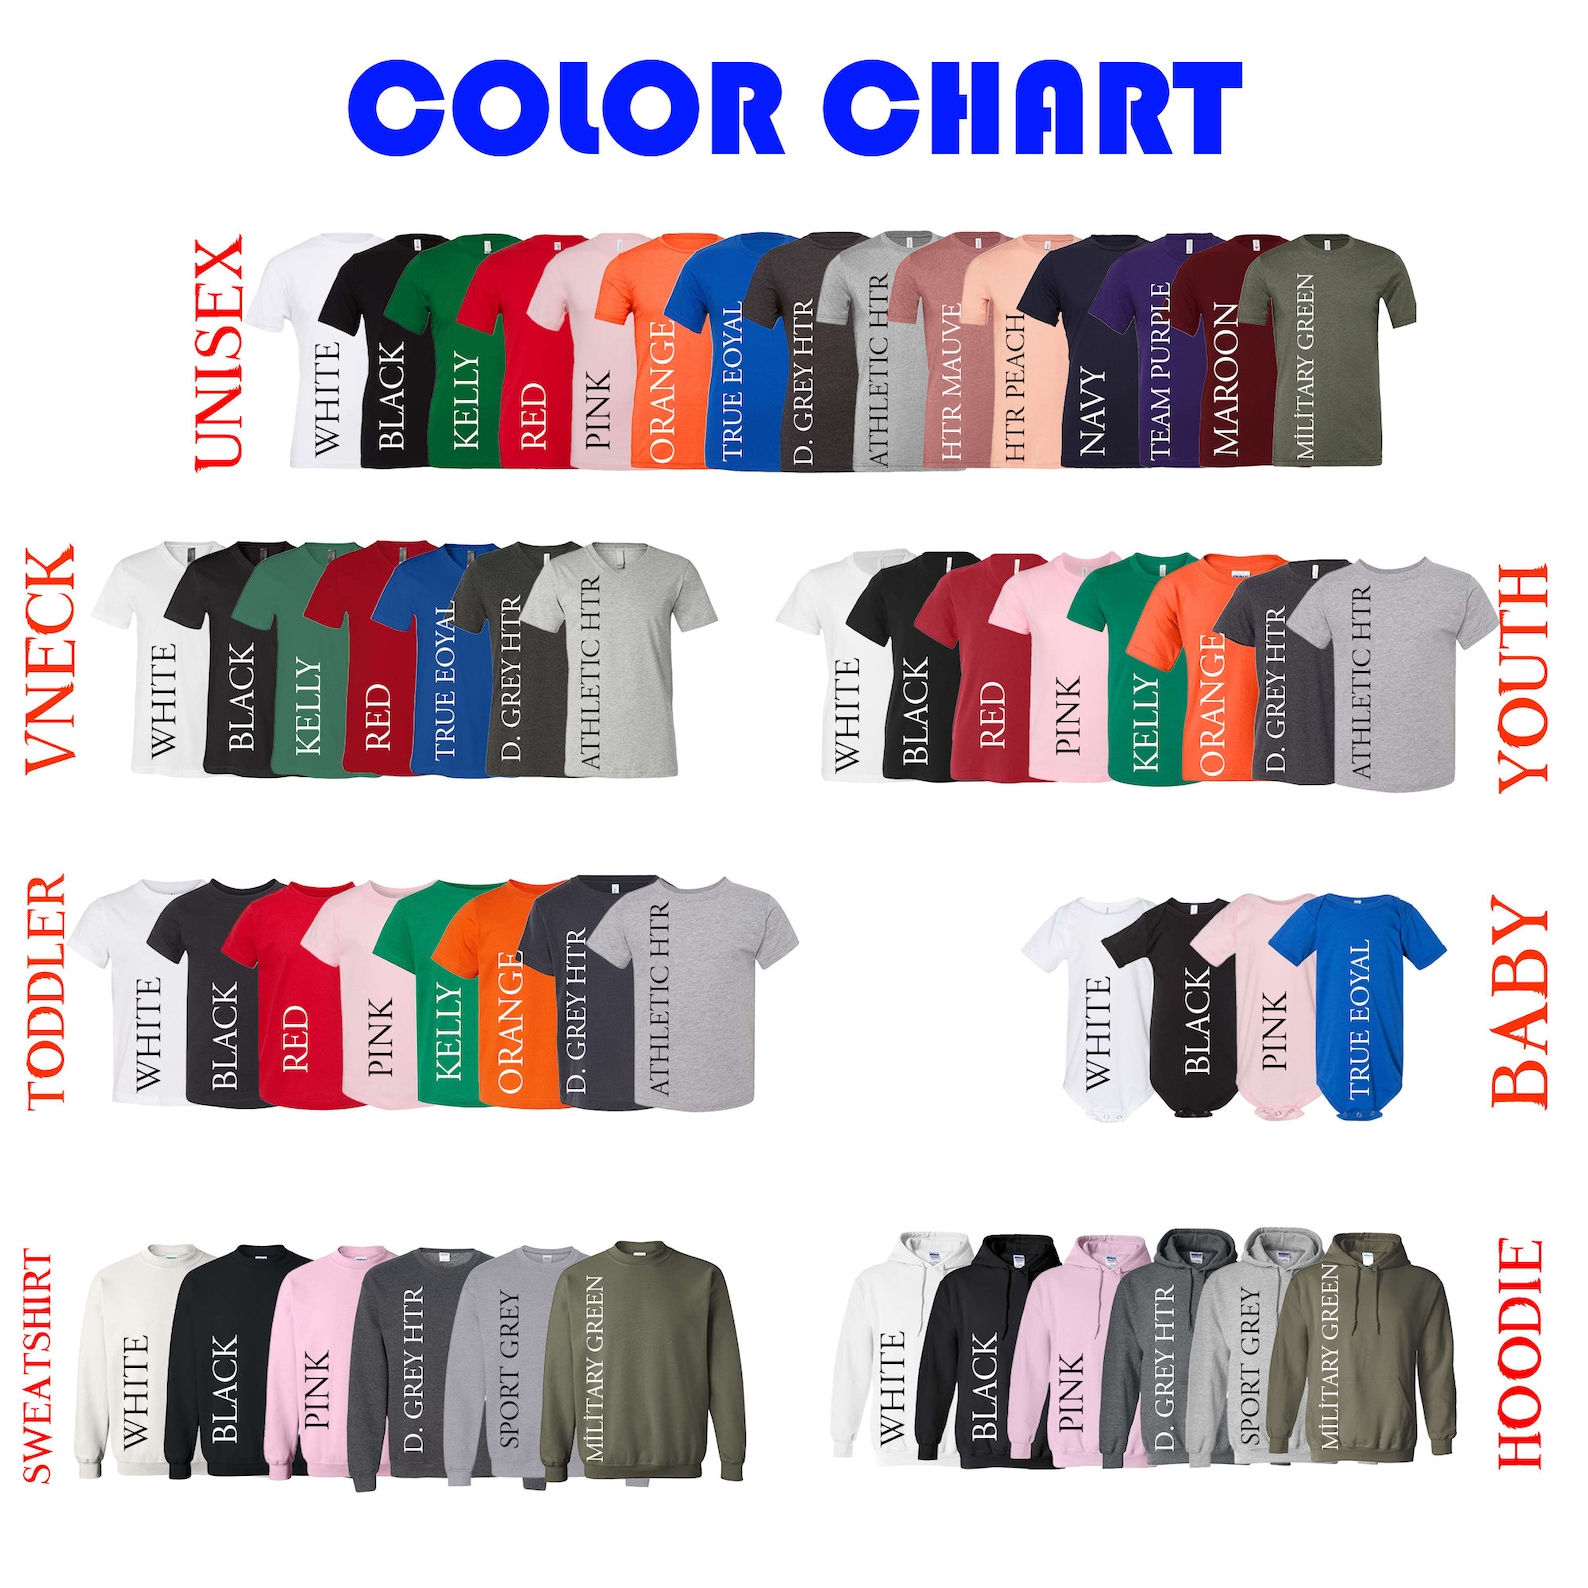 COLOR CHART
UNISEX
WHITE
BLACK
KELLY
RED
PINK
ORANGE
TRUE EOYAL
D. GREY HTR
ATHLETIC HTR
HTR MAUVE
HTR PEACH
NAVY
TEAM PURPLE
MAROON
MİLİTARY GREEN
VNECK
WHITE
BLACK
KELLY
RED
TRUE EOYAL
D. GREY HTR
ATHLETIC HTR
WHITE
BLACK
RED
PINK
KELLY
ORANGE
D. GREY HTR
ATHLETIC HTR
YOUTH
TODDLER
WHITE
BLACK
RED
PINK
KELLY
ORANGE
D. GREY HTR
ATHLETIC HTR
WHITE
BLACK
PINK
TRUE EOYAL
BABY
SWEATSHIRT
WHITE
BLACK
PINK
D. GREY HTR
SPORT GREY
MİLİTARY GREEN
WHITE
BLACK
PINK
D. GREY HTR
SPORT GREY
MİLİTARY GREEN
HOODIE